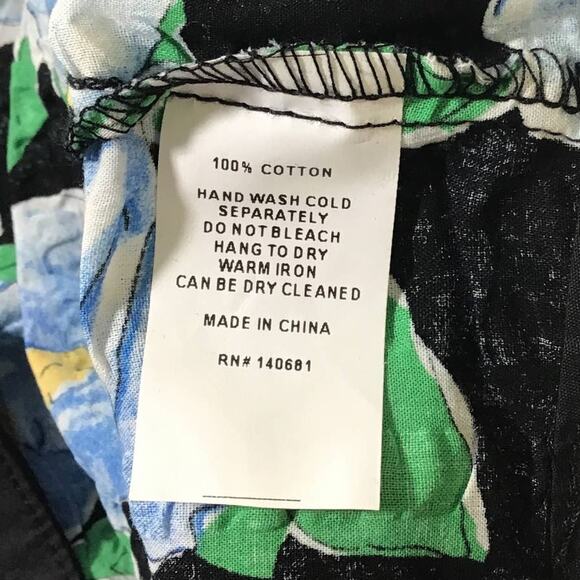 100% COTTON
HAND WASH COLD
SEPARATELY
DO NOT BLEACH
HANG TO DRY
WARM IRON
CAN BE DRY CLEANED
MADE IN CHINA
RN# 140681